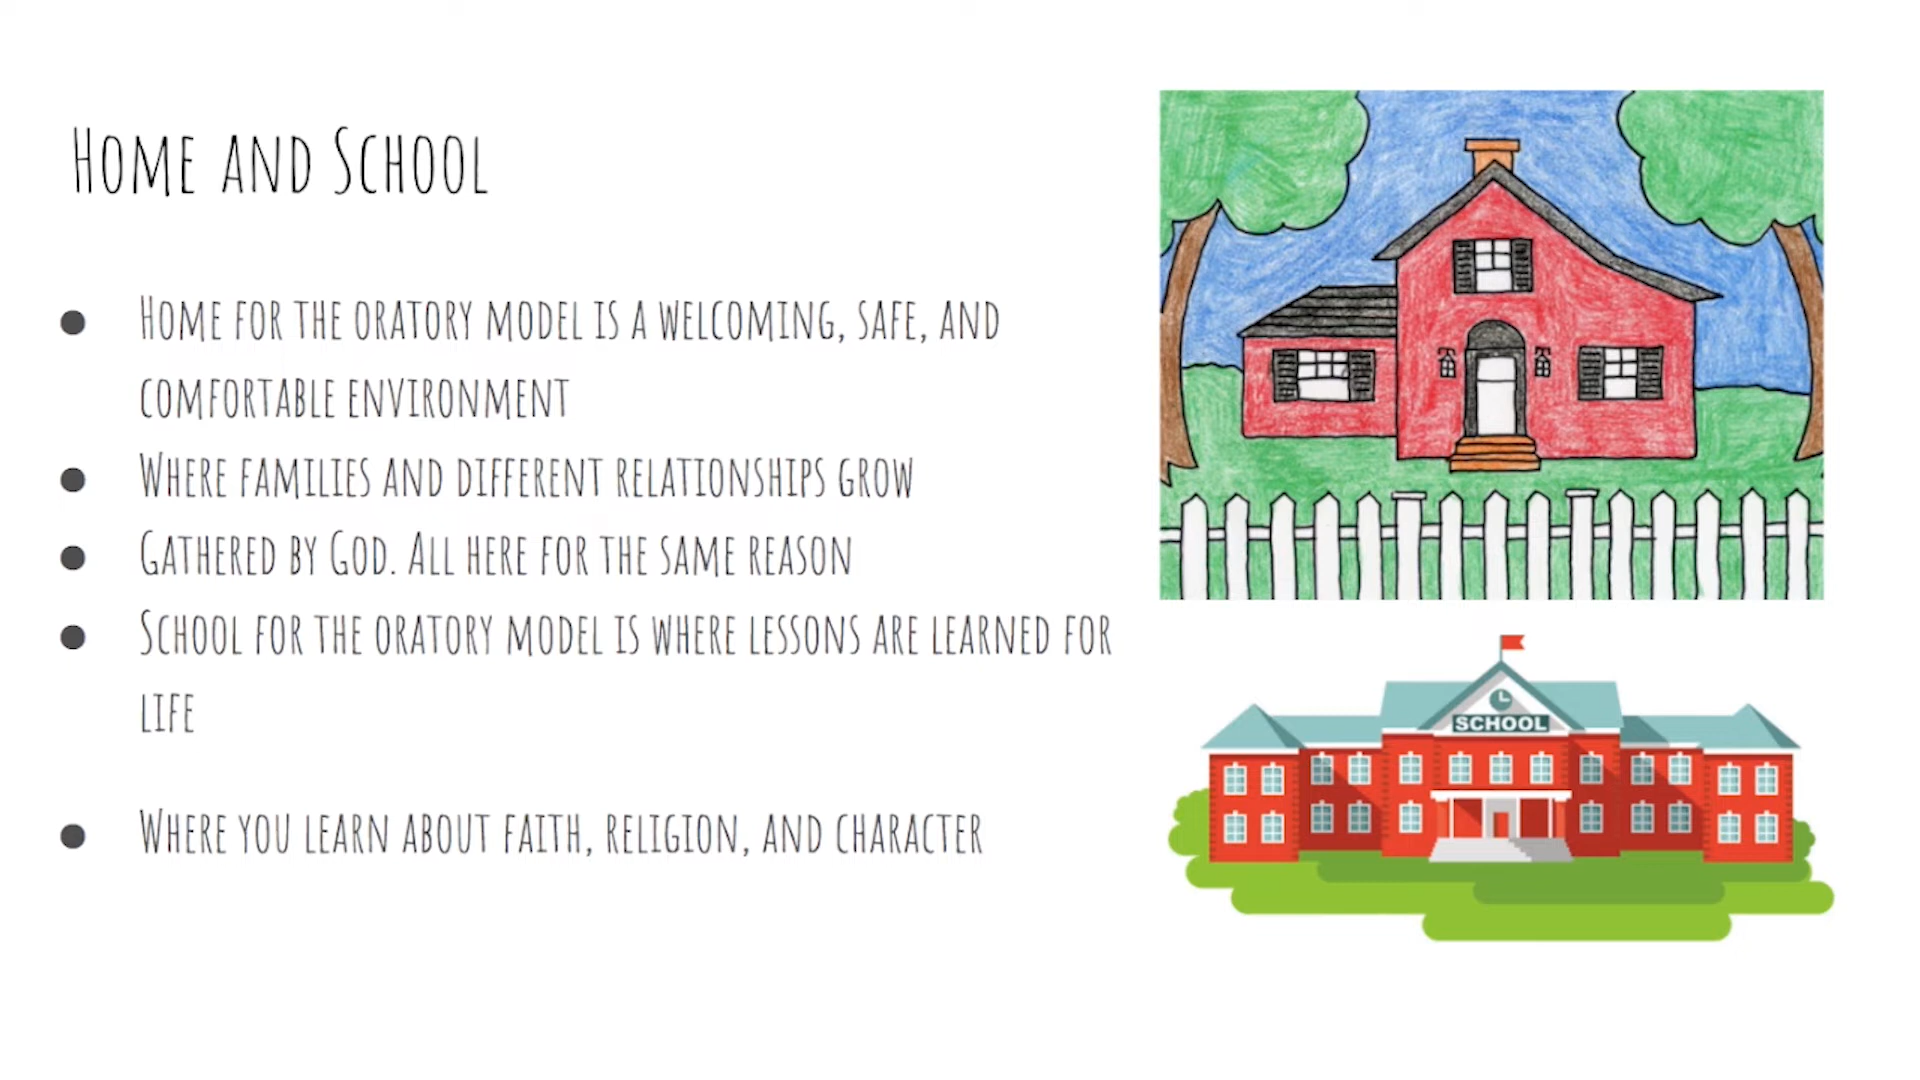 Home and School
● Home for the oratory model is a welcoming, safe, and
comfortable environment
● Where families and different relationships grow
● Gathered by God. All here for the same reason
● School for the oratory model is where lessons are learned for
life
● Where you learn about faith, religion, and character
SCHOOL